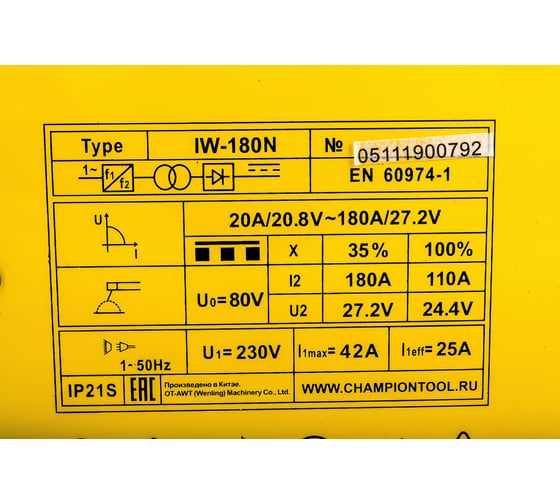 Type IW-180N № 05111900792
1~ f1 f2 EN 60974-1
20A/20.8V~180A/27.2V
U I
X 35% 100%
I2 180A 110A
U0=80V
U2 27.2V 24.4V
1~50Hz U1=230V I1max=42A I1eff=25A
IP21S EAC Произведено в Китае.
OT-AWT (Wenling) Machinery Co., Ltd.
WWW.CHAMPIONTOOL.RU